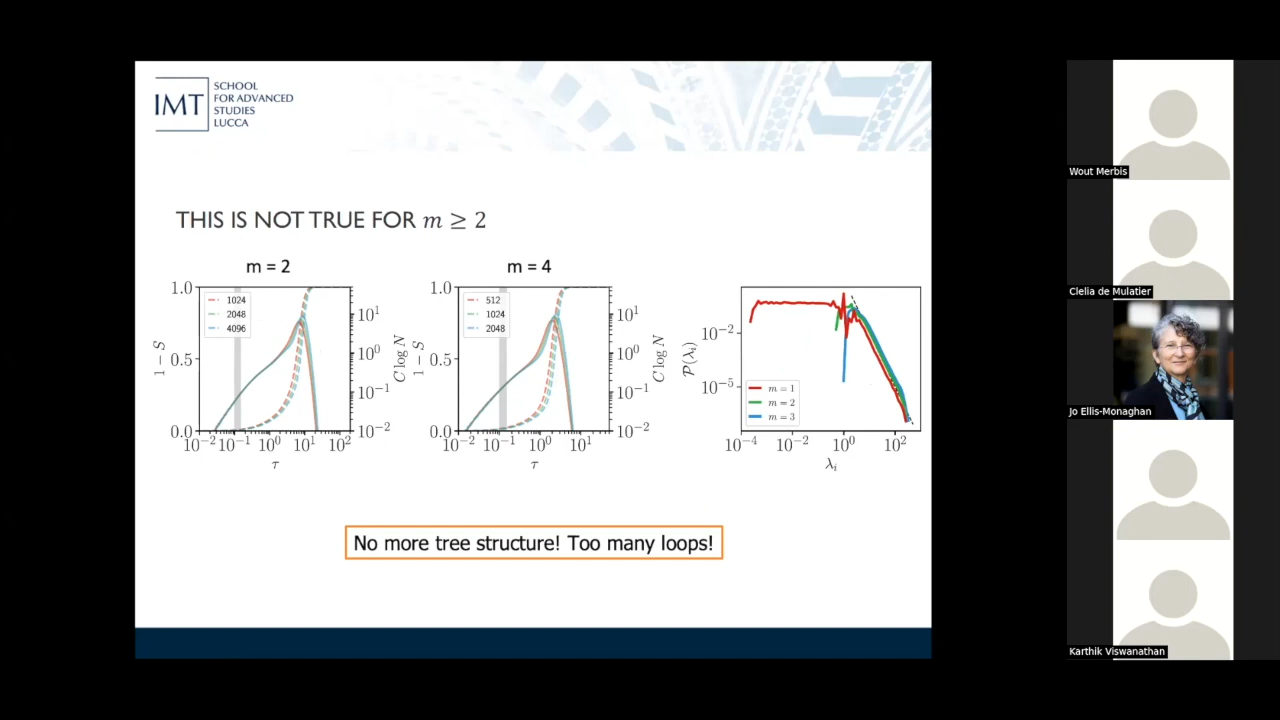 IMT
SCHOOL
FOR ADVANCED
STUDIES
LUCCA
THIS IS NOT TRUE FOR m ≥ 2
m = 2
1.0
0.5
0.0
1 − S
1024
2048
4096
10¹
10⁰
10⁻¹
10⁻²
C log N
10⁻² 10⁻¹ 10⁰ 10¹ 10²
τ
m = 4
1.0
0.5
0.0
1 − S
512
1024
2048
10¹
10⁰
10⁻¹
10⁻²
C log N
10⁻² 10⁻¹ 10⁰ 10¹
τ
10⁻²
10⁻⁵
P(λᵢ)
m = 1
m = 2
m = 3
10⁻⁴ 10⁻² 10⁰ 10²
λᵢ
No more tree structure! Too many loops!
Wout Merbis
Clelia de Mulatier
Jo Ellis-Monaghan
Karthik Viswanathan